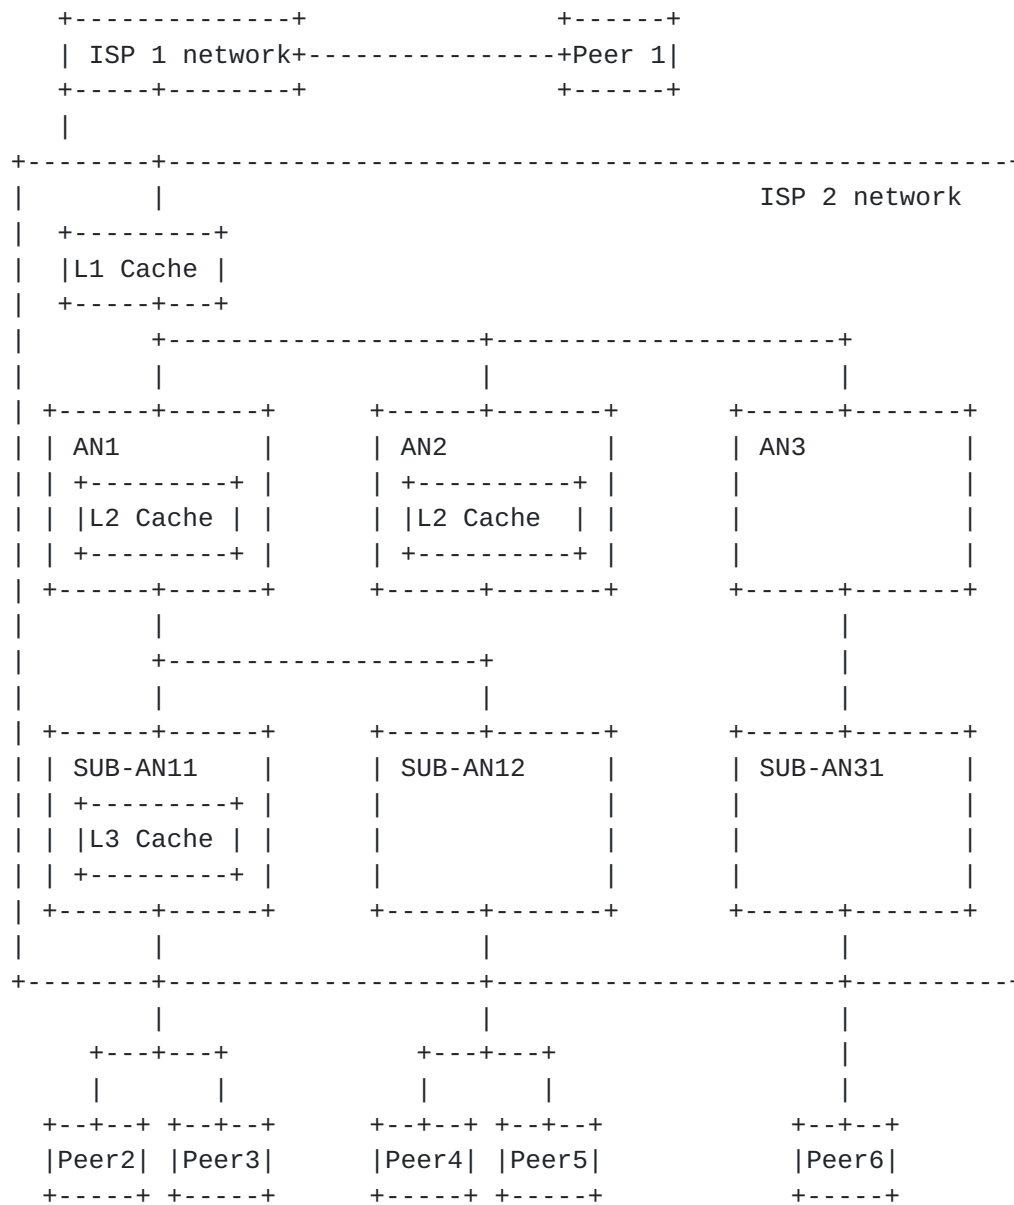 ISP 1 network Peer 1
ISP 2 network
L1 Cache
AN1 AN2 AN3
L2 Cache L2 Cache
SUB-AN11 SUB-AN12 SUB-AN31
L3 Cache
Peer2 Peer3 Peer4 Peer5 Peer6